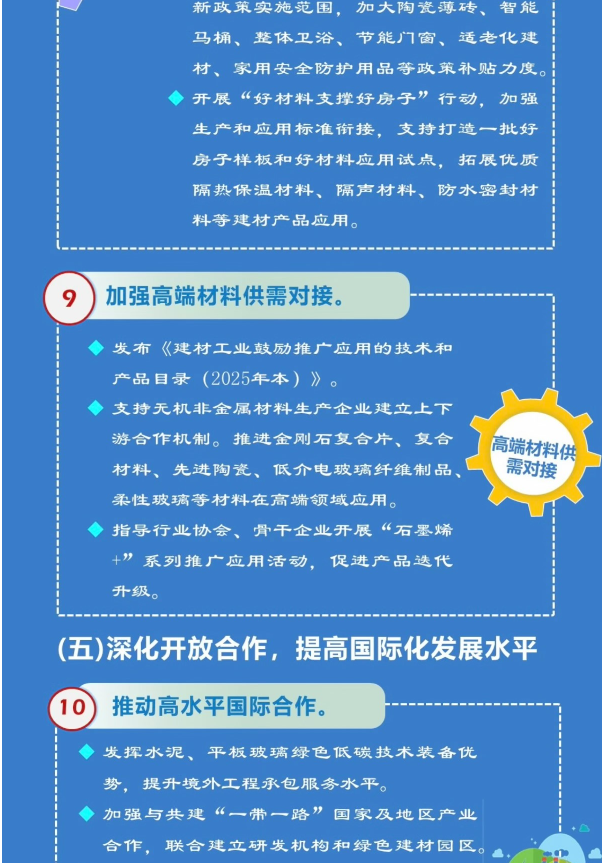 新政策实施范围，加大陶瓷薄砖、智能
马桶、整体卫浴、节能门窗、适老化建
材、家用安全防护用品等政策补贴力度。
开展“好材料支撑好房子”行动，加强
生产和应用标准衔接，支持打造一批好
房子样板和好材料应用试点，拓展优质
隔热保温材料、隔声材料、防水密封材
料等建材产品应用。
9 加强高端材料供需对接。
发布《建材工业鼓励推广应用的技术和
产品目录（2025年本）》。
支持无机非金属材料生产企业建立上下
游合作机制。推进金刚石复合片、复合
材料、先进陶瓷、低介电玻璃纤维制品、
柔性玻璃等材料在高端领域应用。
指导行业协会、骨干企业开展“石墨烯
+”系列推广应用活动，促进产品迭代
升级。
高端材料供
需对接
(五)深化开放合作，提高国际化发展水平
10 推动高水平国际合作。
发挥水泥、平板玻璃绿色低碳技术装备优
势，提升境外工程承包服务水平。
加强与共建“一带一路”国家及地区产业
合作，联合建立研发机构和绿色建材园区。